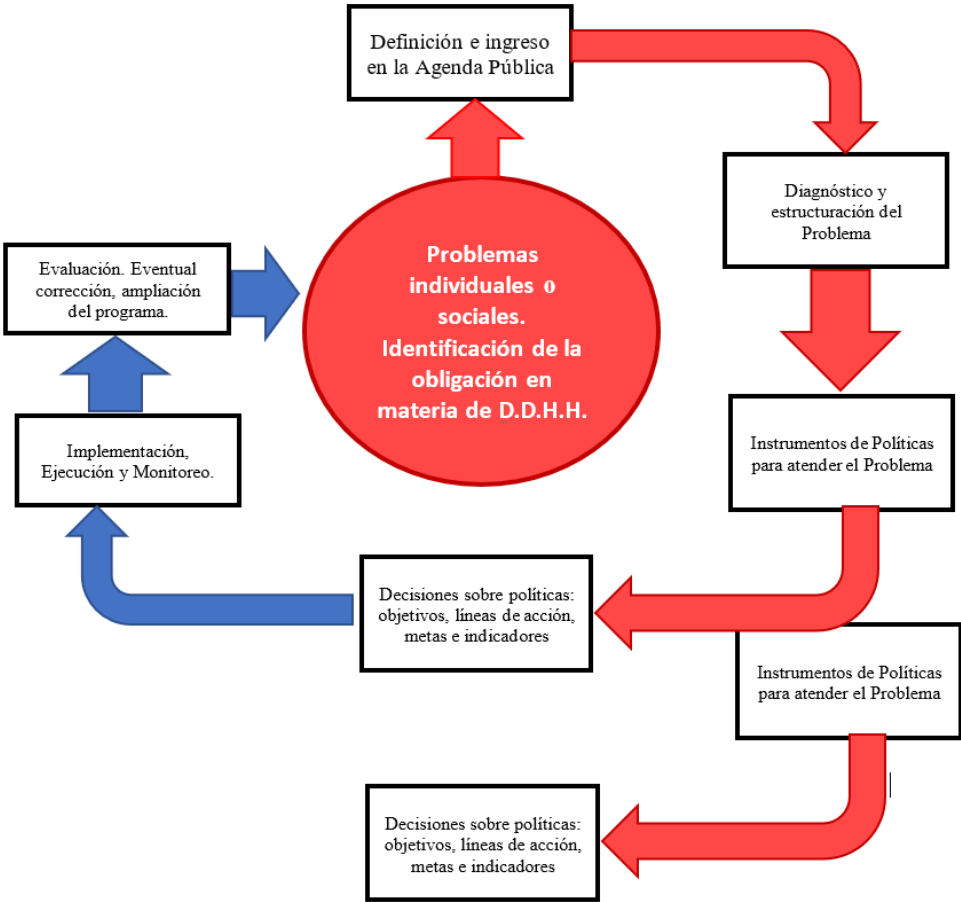 Definición e ingreso
en la Agenda Pública
Diagnóstico y
estructuración del
Problema
Problemas
individuales o
sociales.
Identificación de la
obligación en
materia de D.D.H.H.
Evaluación. Eventual
corrección, ampliación
del programa.
Implementación,
Ejecución y Monitoreo.
Instrumentos de Políticas
para atender el Problema
Decisiones sobre políticas:
objetivos, líneas de acción,
metas e indicadores
Instrumentos de Políticas
para atender el Problema
Decisiones sobre políticas:
objetivos, líneas de acción,
metas e indicadores